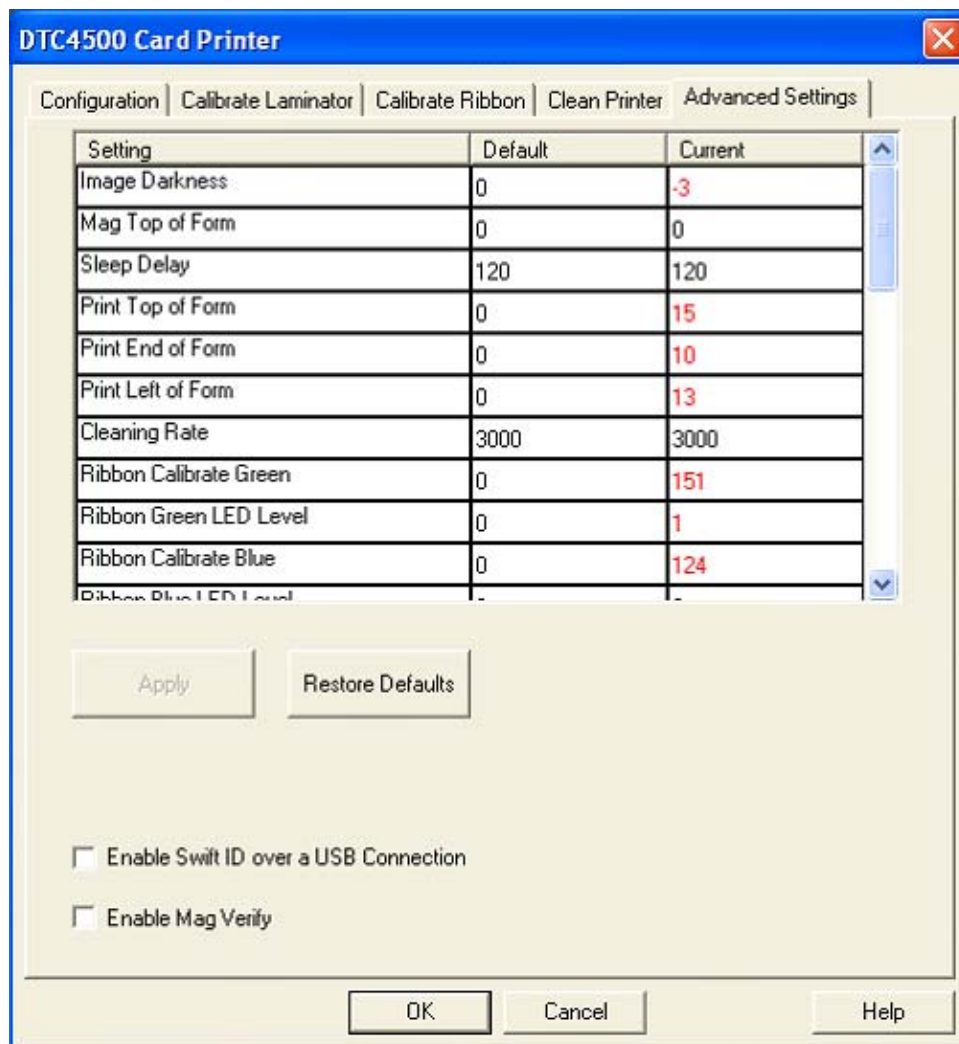 DTC4500 Card Printer
Configuration Calibrate Laminator Calibrate Ribbon Clean Printer Advanced Settings
Setting Default Current
Image Darkness 0 -3
Mag Top of Form 0 0
Sleep Delay 120 120
Print Top of Form 0 15
Print End of Form 0 10
Print Left of Form 0 13
Cleaning Rate 3000 3000
Ribbon Calibrate Green 0 151
Ribbon Green LED Level 0 1
Ribbon Calibrate Blue 0 124
Ribbon Blue LED Level
Apply Restore Defaults
Enable Swift ID over a USB Connection
Enable Mag Verify
OK Cancel Help